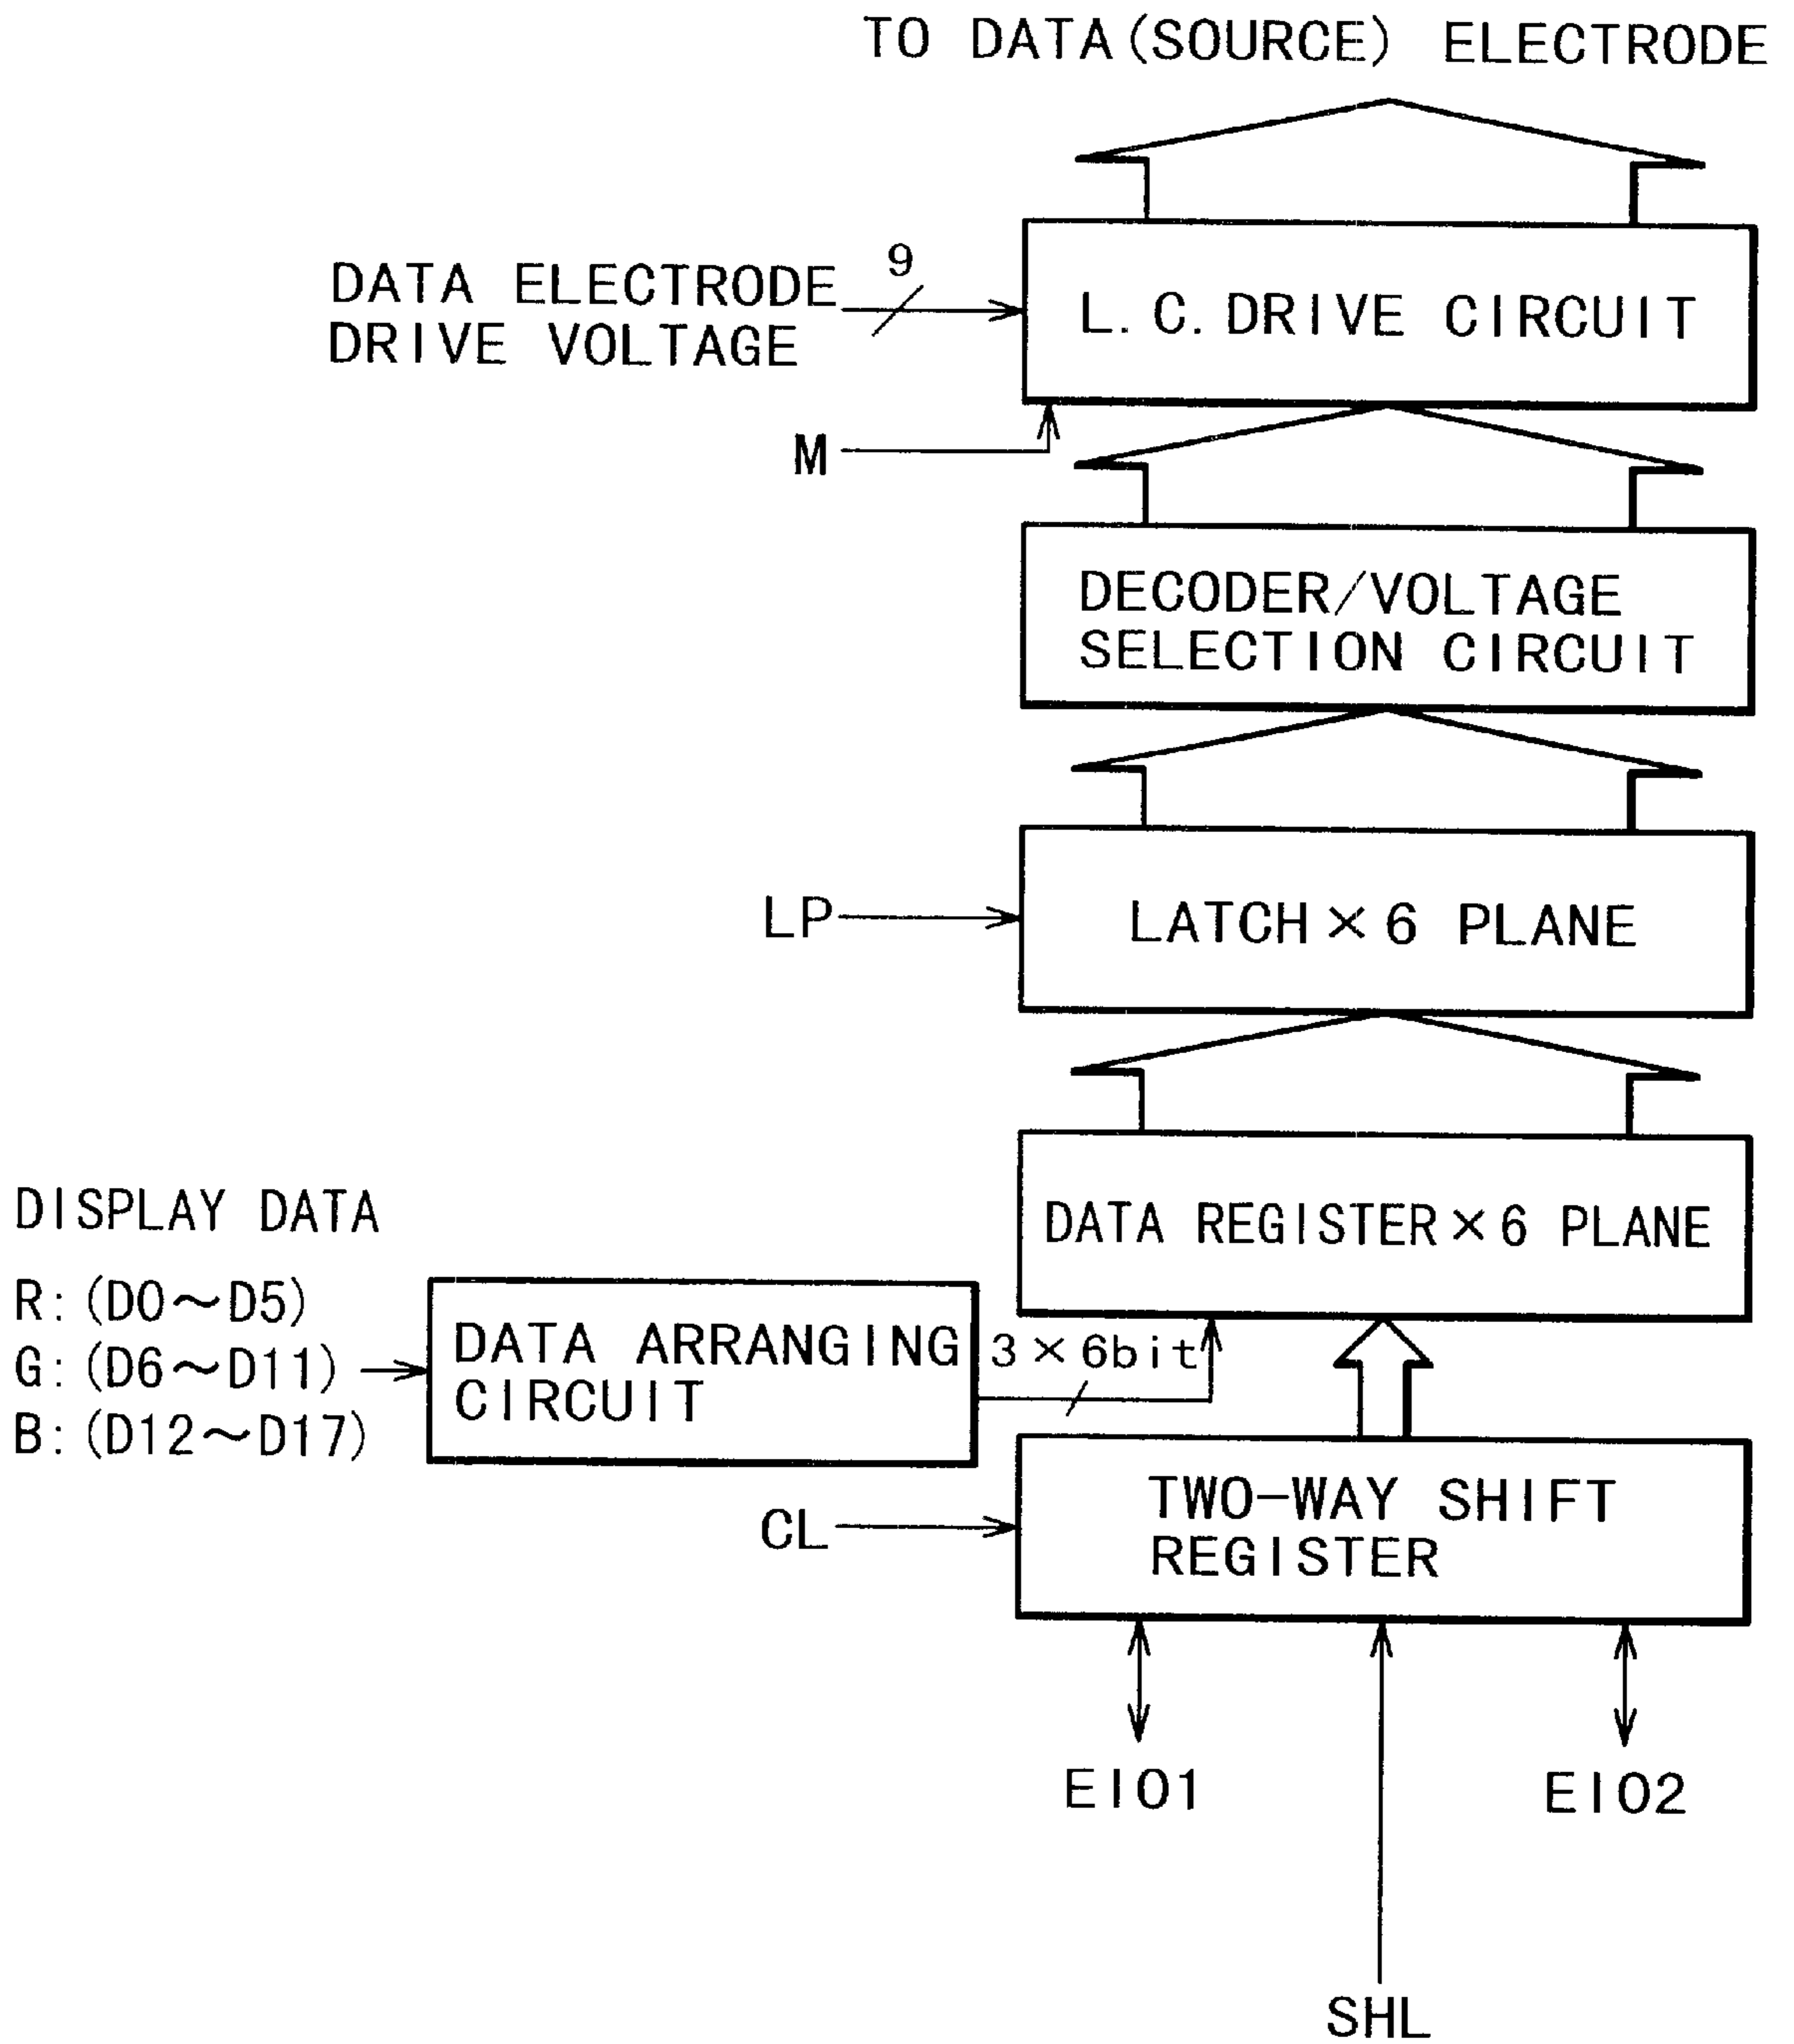 TO DATA(SOURCE) ELECTRODE
9
DATA ELECTRODE
DRIVE VOLTAGE
L.C.DRIVE CIRCUIT
M
DECODER/VOLTAGE
SELECTION CIRCUIT
LP
LATCH×6 PLANE
DISPLAY DATA
DATA REGISTER×6 PLANE
R:(D0～D5)
G:(D6～D11)
B:(D12～D17)
DATA ARRANGING
CIRCUIT
3×6bit
CL
TWO-WAY SHIFT
REGISTER
EIO1
EIO2
SHL